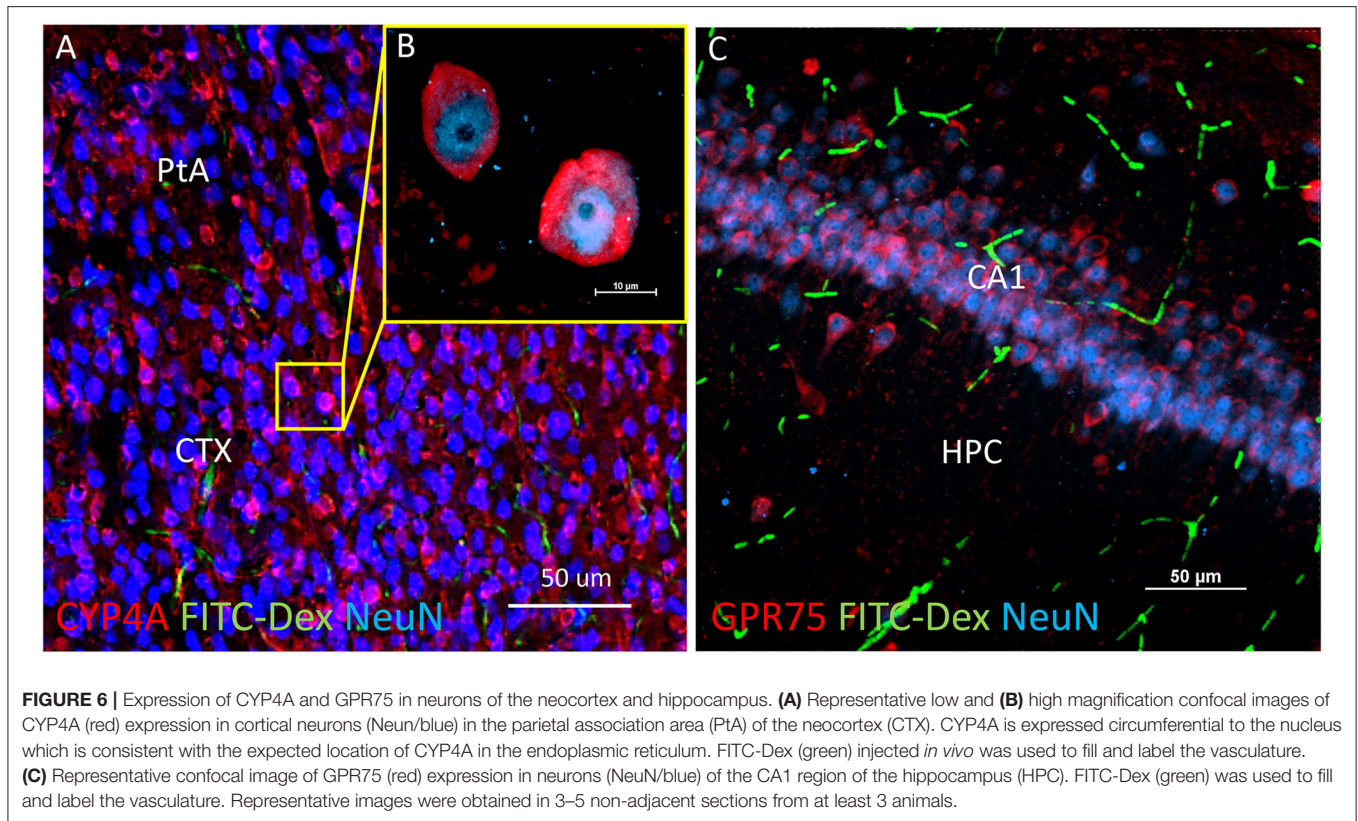 A
B
C
PtA
10 µm
CA1
CTX
HPC
50 um
50 µm
CYP4A FITC-Dex NeuN
GPR75 FITC-Dex NeuN
FIGURE 6 | Expression of CYP4A and GPR75 in neurons of the neocortex and hippocampus. (A) Representative low and (B) high magnification confocal images of
CYP4A (red) expression in cortical neurons (Neun/blue) in the parietal association area (PtA) of the neocortex (CTX). CYP4A is expressed circumferential to the nucleus
which is consistent with the expected location of CYP4A in the endoplasmic reticulum. FITC-Dex (green) injected in vivo was used to fill and label the vasculature.
(C) Representative confocal image of GPR75 (red) expression in neurons (NeuN/blue) of the CA1 region of the hippocampus (HPC). FITC-Dex (green) was used to fill
and label the vasculature. Representative images were obtained in 3–5 non-adjacent sections from at least 3 animals.